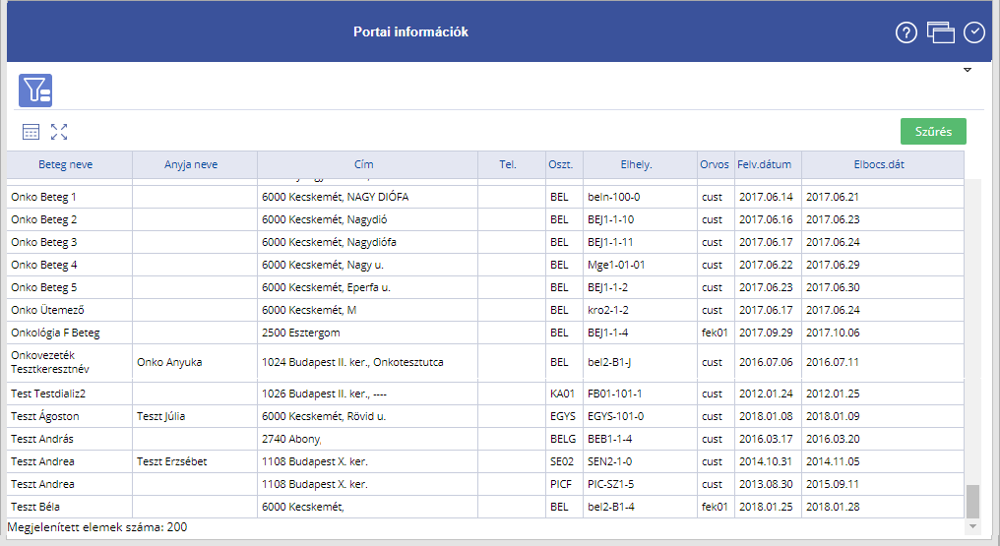 Portai információk
Szűrés
Beteg neve Anyja neve Cím Tel. Oszt. Elhely. Orvos Felv.dátum Elbocs.dát
Onko Beteg 1 6000 Kecskemét, NAGY DIÓFA BEL beln-100-0 cust 2017.06.14 2017.06.21
Onko Beteg 2 6000 Kecskemét, Nagydió BEL BEJ1-1-10 cust 2017.06.16 2017.06.23
Onko Beteg 3 6000 Kecskemét, Nagydiófa BEL BEJ1-1-11 cust 2017.06.17 2017.06.24
Onko Beteg 4 6000 Kecskemét, Nagy u. BEL Mge1-01-01 cust 2017.06.22 2017.06.29
Onko Beteg 5 6000 Kecskemét, Eperfa u. BEL BEJ1-1-2 cust 2017.06.23 2017.06.30
Onko Ütemező 6000 Kecskemét, M BEL kro2-1-2 cust 2017.06.17 2017.06.24
Onkológia F Beteg 2500 Esztergom BEL BEJ1-1-4 fek01 2017.09.29 2017.10.06
Onkovezeték
Tesztkeresztnév Onko Anyuka 1024 Budapest II. ker., Onkotesztutca BEL bel2-B1-J cust 2016.07.06 2016.07.11
Test Testdializ2 1026 Budapest II. ker., ---- KA01 FB01-101-1 cust 2012.01.24 2012.01.25
Teszt Ágoston Teszt Júlia 6000 Kecskemét, Rövid u. EGYS EGYS-101-0 cust 2018.01.08 2018.01.09
Teszt András 2740 Abony, BELG BEB1-1-4 cust 2016.03.17 2016.03.20
Teszt Andrea Teszt Erzsébet 1108 Budapest X. ker. SE02 SEN2-1-0 cust 2014.10.31 2014.11.05
Teszt Andrea 1108 Budapest X. ker. PICF PIC-SZ1-5 cust 2013.08.30 2015.09.11
Teszt Béla 6000 Kecskemét, BEL bel2-B1-4 fek01 2018.01.25 2018.01.28
Megjelenített elemek száma: 200